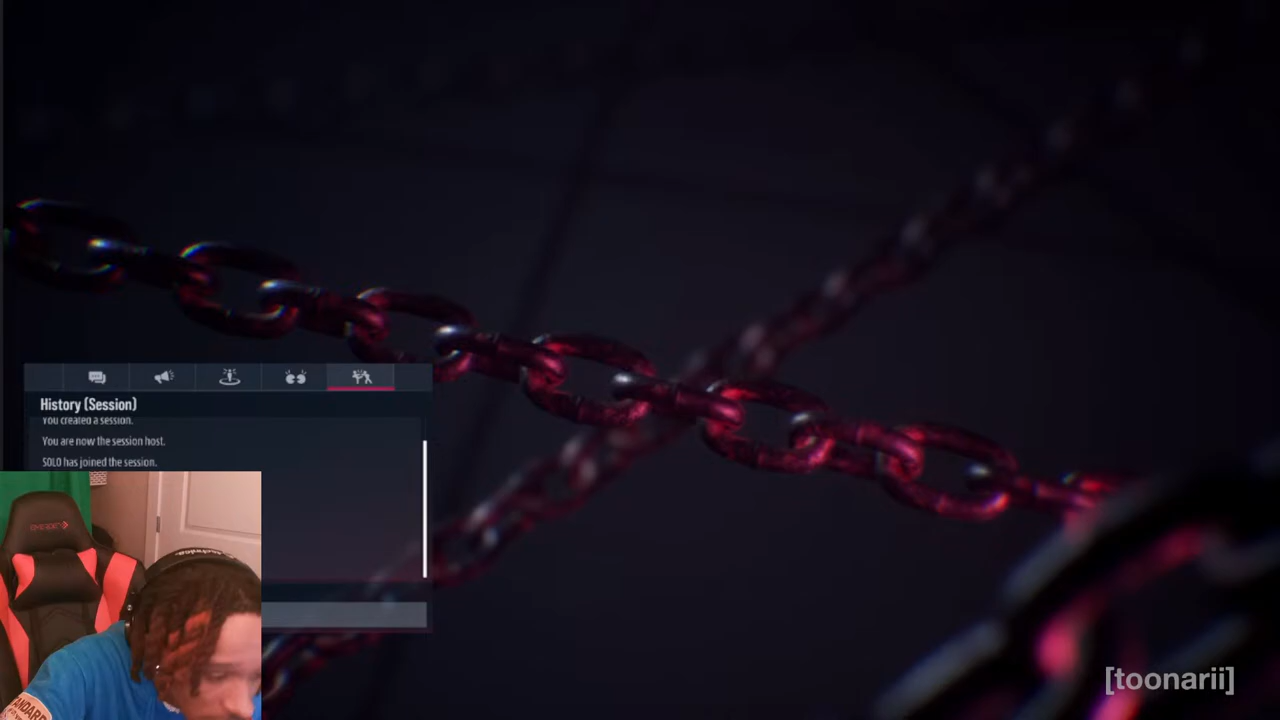 History (Session)
You created a session.
You are now the session host.
SOLO has joined the session.
[toonarii]